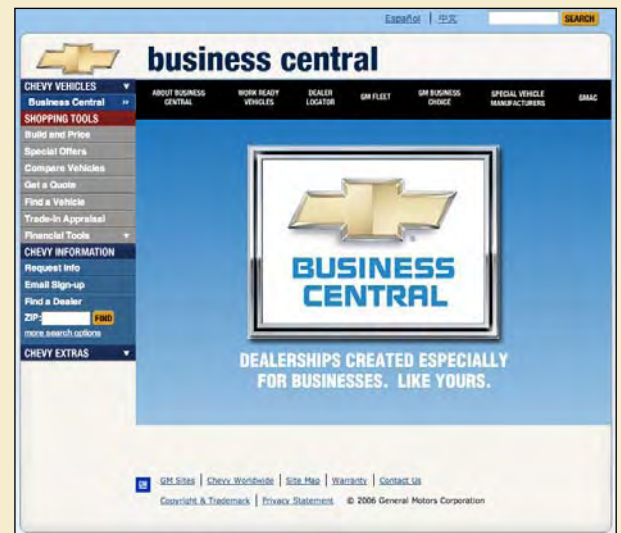 Español | 中文 SEARCH
business central
CHEVY VEHICLES
Business Central »
SHOPPING TOOLS
Build and Price
Special Offers
Compare Vehicles
Get a Quote
Find a Vehicle
Trade-In Appraisal
Financial Tools
CHEVY INFORMATION
Request Info
Email Sign-up
Find a Dealer
ZIP: FIND
more search options
CHEVY EXTRAS
ABOUT BUSINESS CENTRAL
WORK READY VEHICLES
DEALER LOCATOR
GM FLEET
GM BUSINESS CHOICE
SPECIAL VEHICLE MANUFACTURERS
GMAC
BUSINESS
CENTRAL
DEALERSHIPS CREATED ESPECIALLY
FOR BUSINESSES. LIKE YOURS.
GM
GM Sites | Chevy Worldwide | Site Map | Warranty | Contact Us
Copyright & Trademark | Privacy Statement © 2006 General Motors Corporation